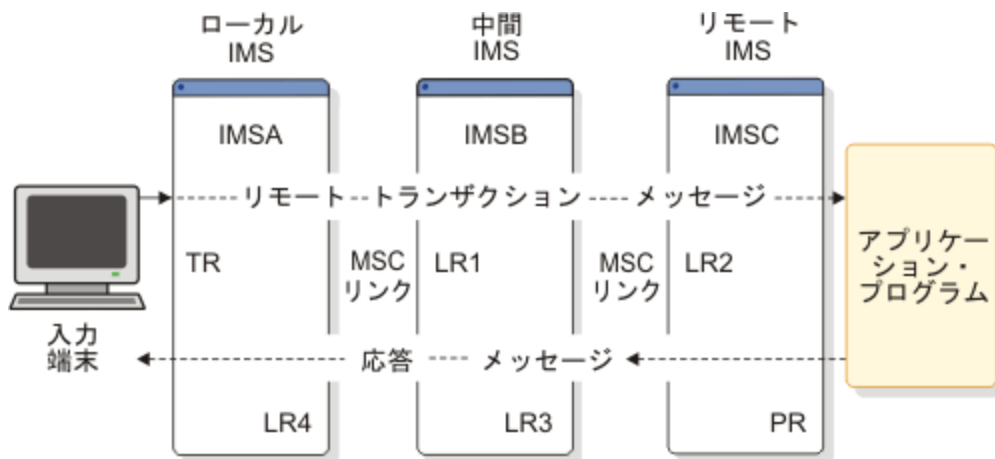 ローカル
IMS
中間
IMS
リモート
IMS
IMSA
IMSB
IMSC
リモート
トランザクション
メッセージ
TR
MSC
リンク
LR1
MSC
リンク
LR2
アプリケー
ション・
プログラム
入力
端末
応答
メッセージ
LR4
LR3
PR